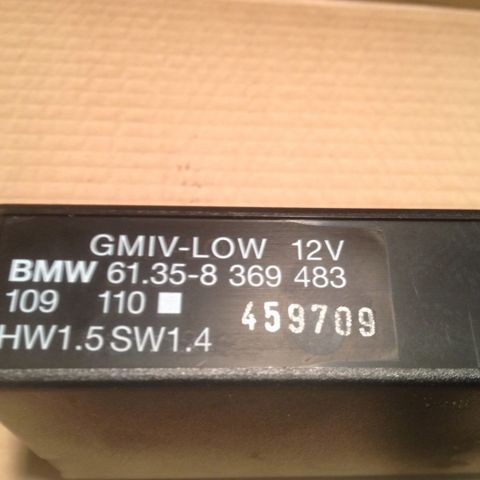 GMIV-LOW 12V
BMW 61.35-8 369 483
109 110
HW1.5 SW1.4 459709